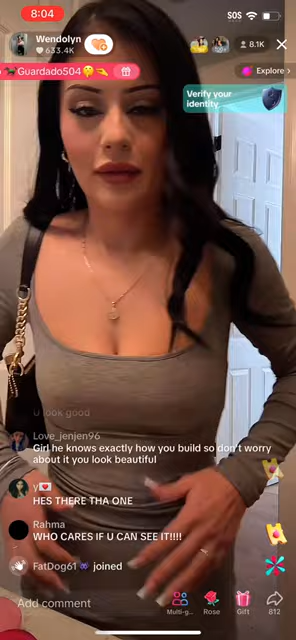 8:04
SOS
Wendolyn
633.4K
8.1K
Guardado504
Explore >
Verify your
identity
U look good
Love_jenjen96
Girl he knows exactly how you build so don't worry
about it you look beautiful
y
HES THERE THA ONE
Rahma
WHO CARES IF U CAN SEE IT!!!!
FatDog61 joined
Add comment
Multi-g...
Rose
Gift
812